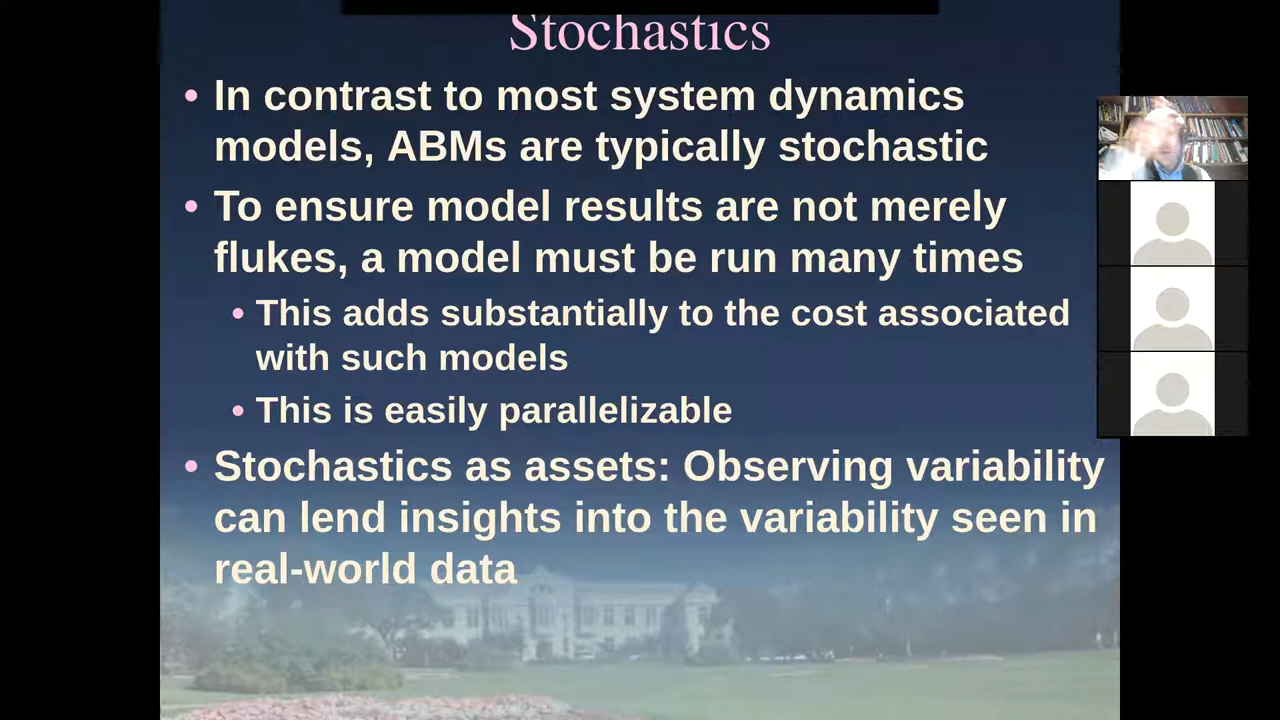 Stochastics
• In contrast to most system dynamics
models, ABMs are typically stochastic
• To ensure model results are not merely
flukes, a model must be run many times
• This adds substantially to the cost associated
with such models
• This is easily parallelizable
• Stochastics as assets: Observing variability
can lend insights into the variability seen in
real-world data